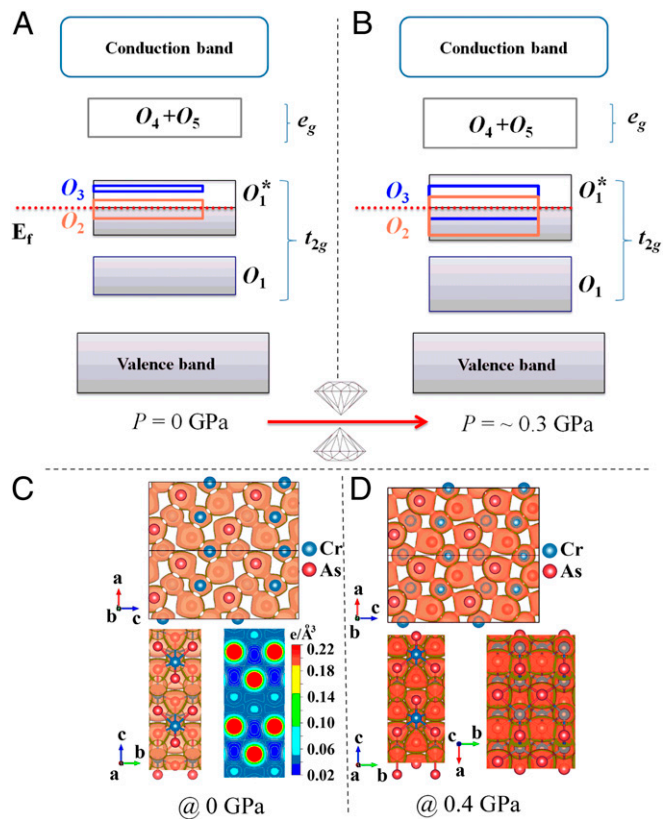 A
B
Conduction band
Conduction band
O4+O5
eg
O4+O5
eg
O3
O1*
O3
O1*
Ef
O2
t2g
O2
t2g
O1
O1
Valence band
Valence band
P = 0 GPa
P = ~ 0.3 GPa
C
D
Cr
As
Cr
As
a
b
c
a
b
c
e/Å3
0.22
0.18
0.14
0.10
0.06
0.02
c
a
b
c
b
a
c
a
b
@ 0 GPa
@ 0.4 GPa